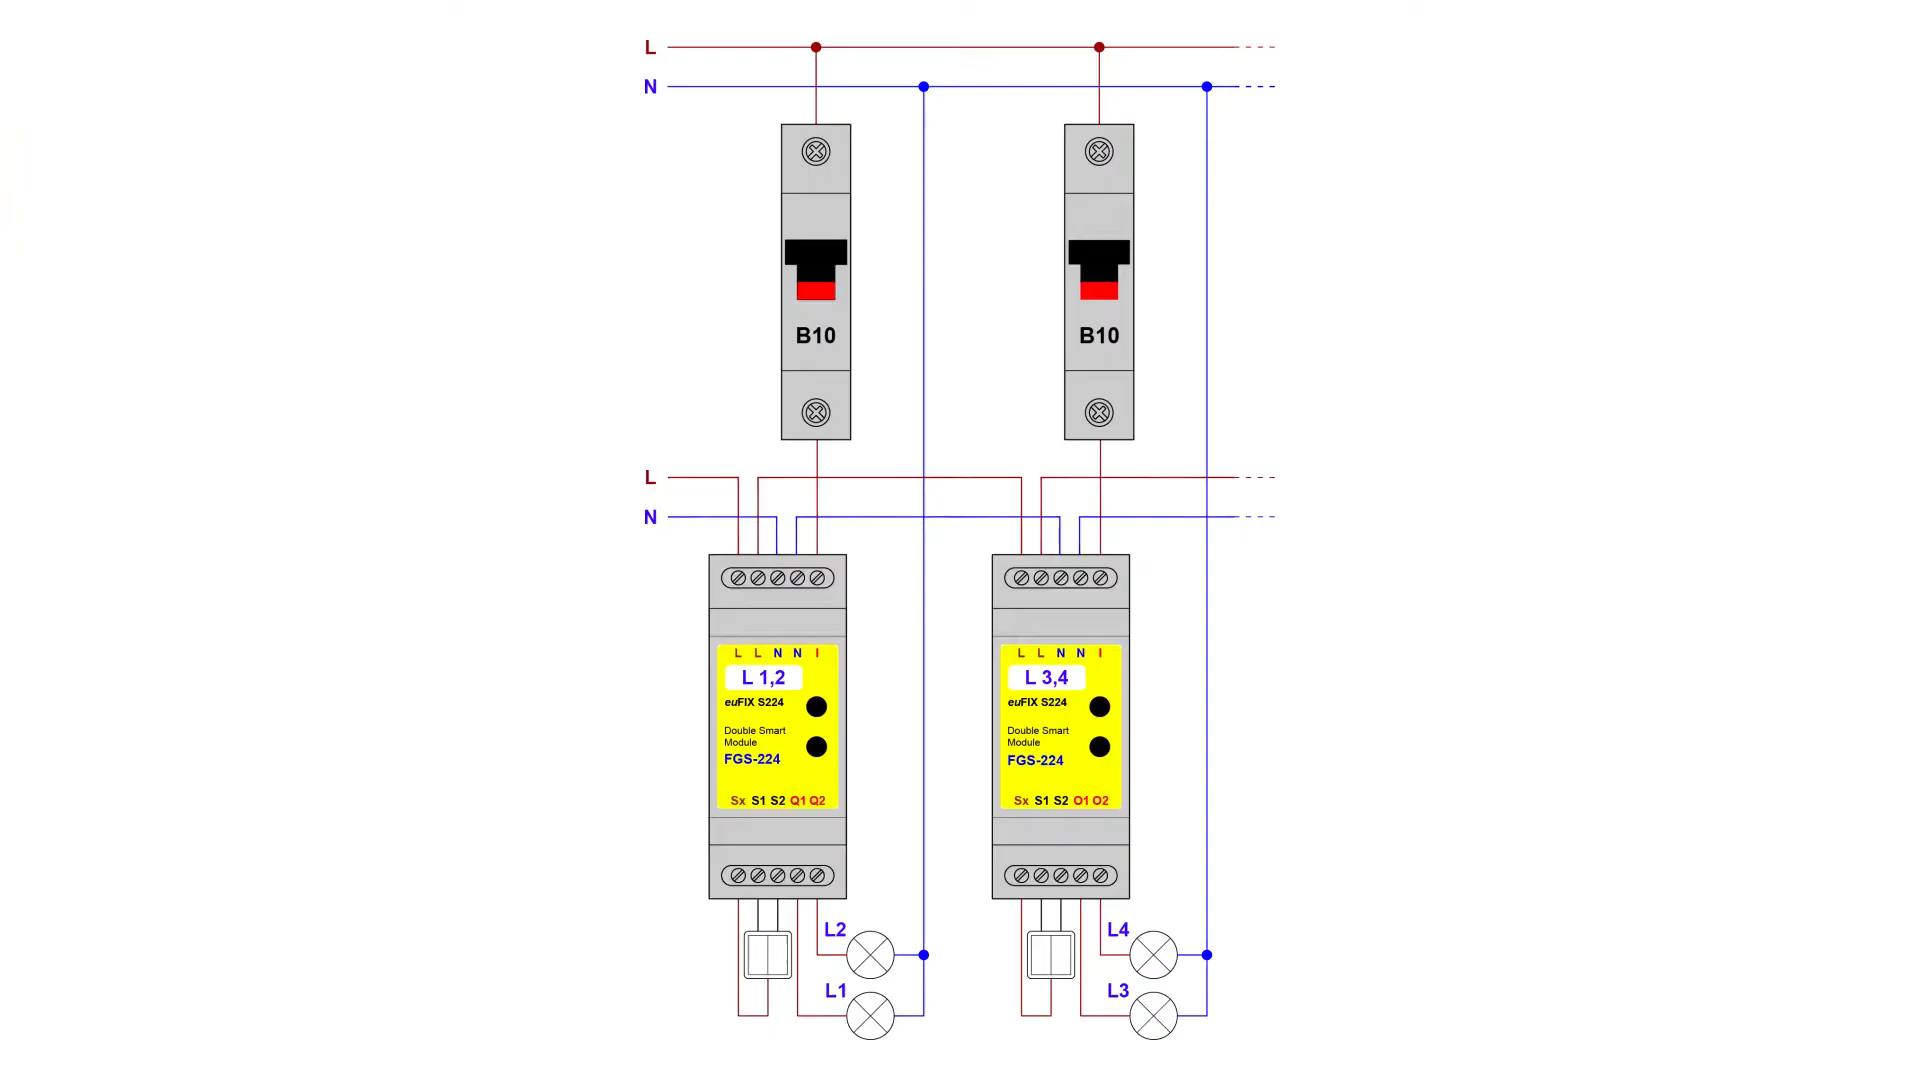 L
N
B10
B10
L
N
L L N N I
L 1,2
euFIX S224
Double Smart
Module
FGS-224
Sx S1 S2 Q1 Q2
L L N N I
L 3,4
euFIX S224
Double Smart
Module
FGS-224
Sx S1 S2 O1 O2
L2
L1
L4
L3